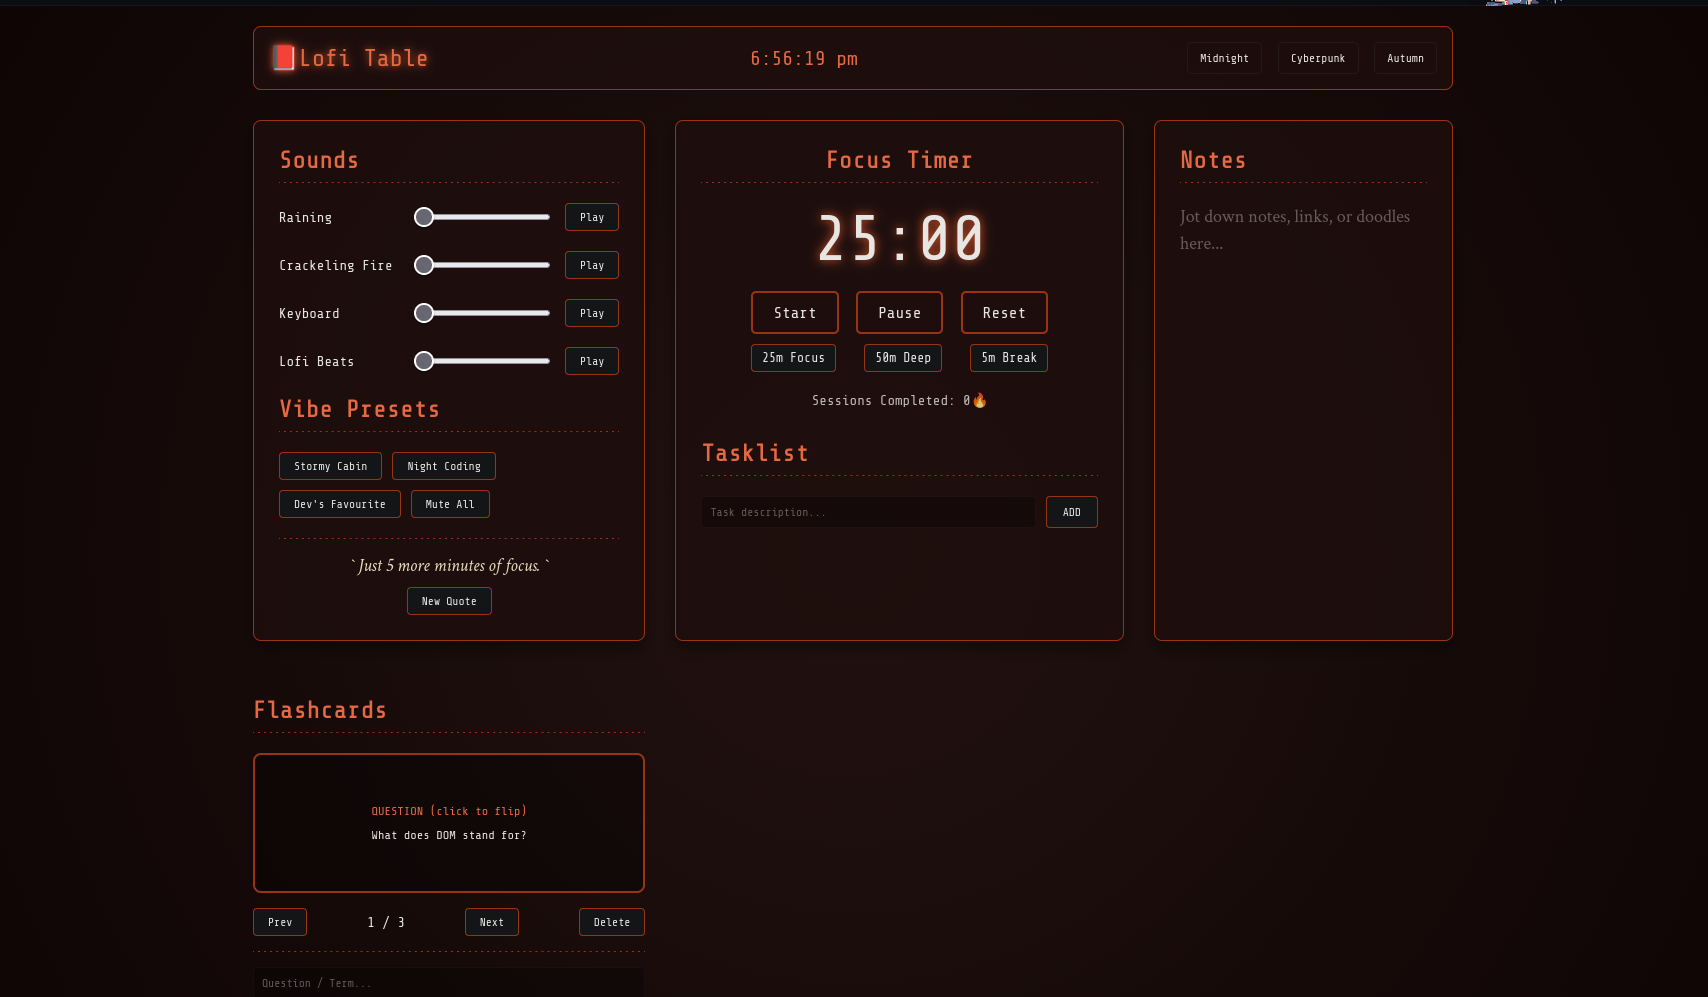 📕Lofi Table
6:56:19 pm
Midnight
Cyberpunk
Autumn
Sounds
Raining
Play
Crackeling Fire
Play
Keyboard
Play
Lofi Beats
Play
Vibe Presets
Stormy Cabin
Night Coding
Dev's Favourite
Mute All
`Just 5 more minutes of focus.`
New Quote
Focus Timer
25:00
Start
Pause
Reset
25m Focus
50m Deep
5m Break
Sessions Completed: 0🔥
Tasklist
Task description...
ADD
Notes
Jot down notes, links, or doodles
here...
Flashcards
QUESTION (click to flip)
What does DOM stand for?
Prev
1 / 3
Next
Delete
Question / Term...